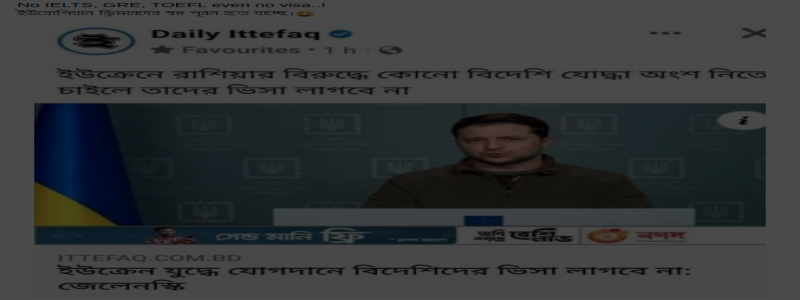 No IELTS, GRE, TOEFL even no visa..!
ইউরোপিয়ান ড্রিমারদের স্বপ্ন পূরন হতে যাচ্ছে।
Daily Ittefaq
Favourites · 1 h ·
ইউক্রেনে রাশিয়ার বিরুদ্ধে কোনো বিদেশি যোদ্ধা অংশ নিতে
চাইলে তাদের ভিসা লাগবে না
সেন্ড মানি ফ্রি
বেশি লাভ
নগদ
ITTEFAQ.COM.BD
ইউক্রেন যুদ্ধে যোগদানে বিদেশিদের ভিসা লাগবে না:
জেলেনস্কি